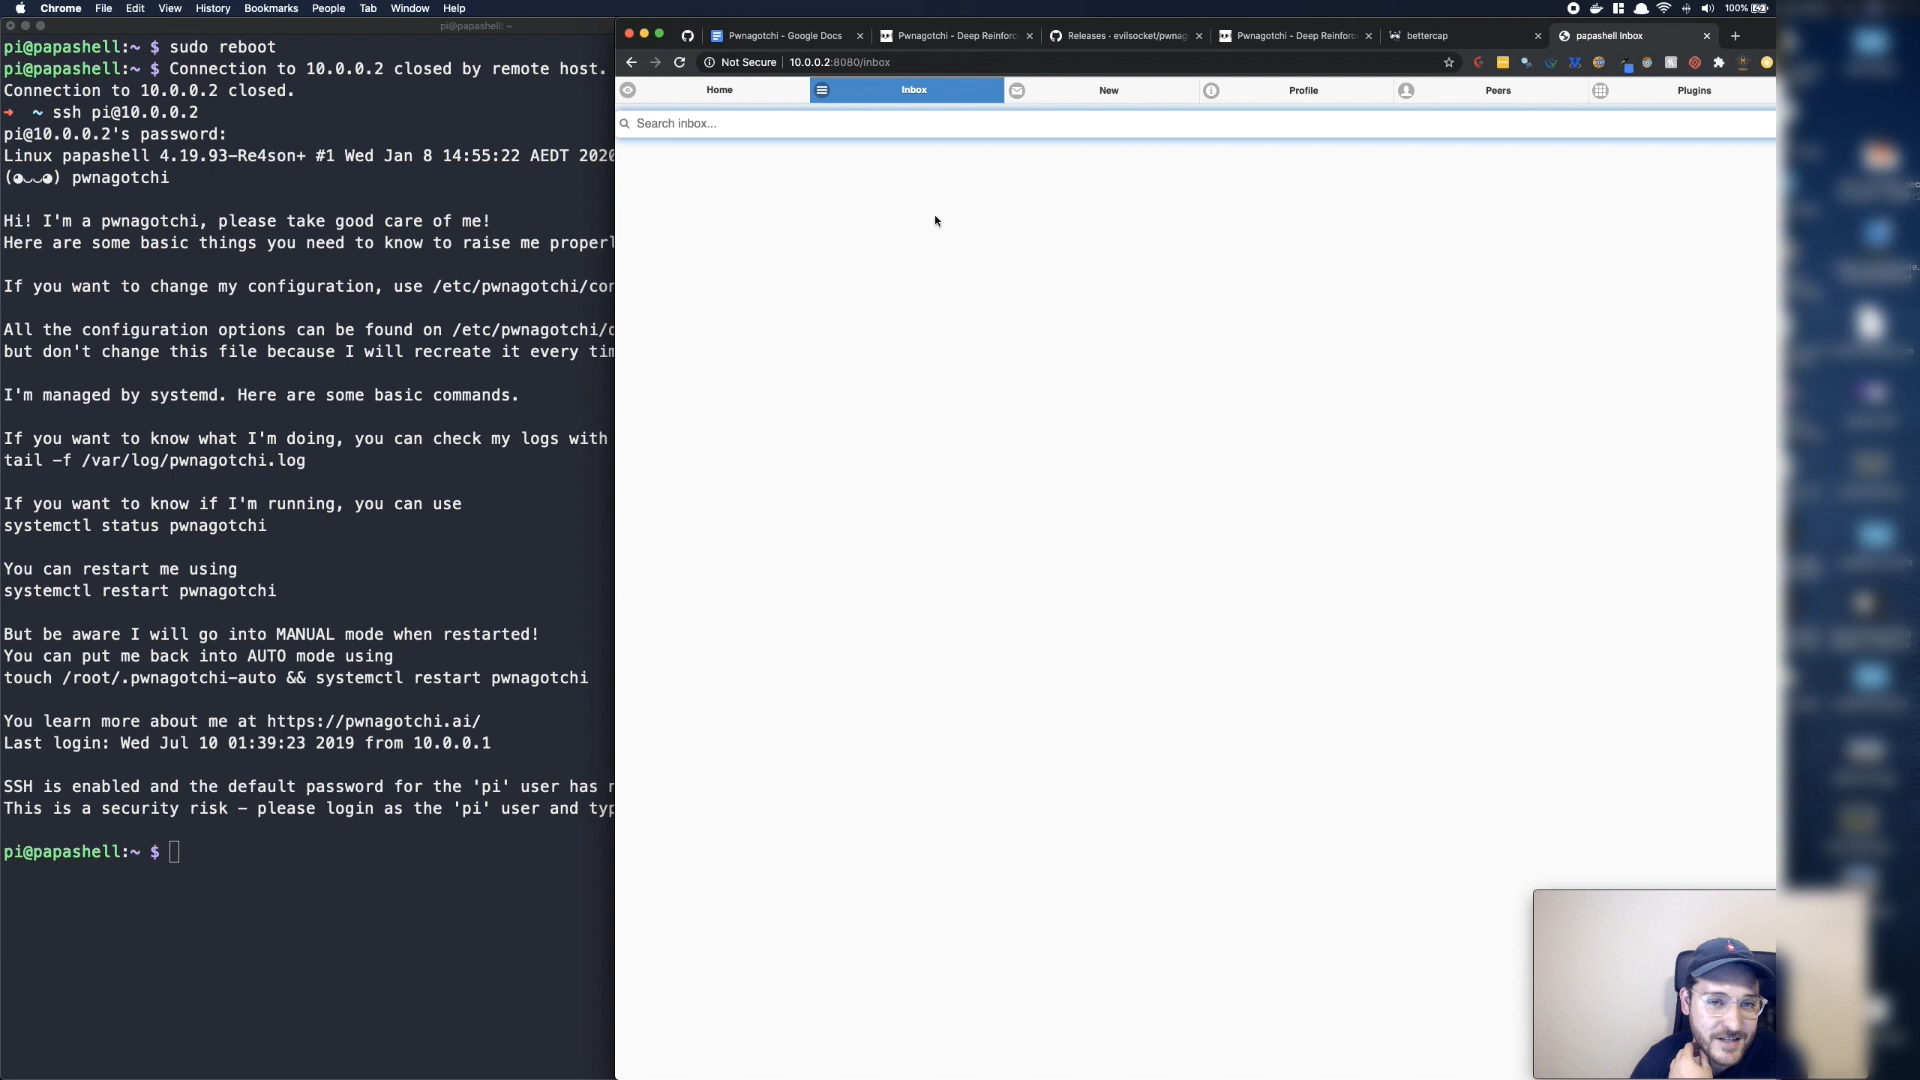 Chrome File Edit View History Bookmarks People Tab Window Help 100%
pi@papashell: ~
pi@papashell:~ $ sudo reboot
pi@papashell:~ $ Connection to 10.0.0.2 closed by remote host.
Connection to 10.0.0.2 closed.
→ ~ ssh pi@10.0.0.2
pi@10.0.0.2's password:
Linux papashell 4.19.93-Re4son+ #1 Wed Jan 8 14:55:22 AEDT 2020
(◕‿‿◕) pwnagotchi
Hi! I'm a pwnagotchi, please take good care of me!
Here are some basic things you need to know to raise me properl
If you want to change my configuration, use /etc/pwnagotchi/con
All the configuration options can be found on /etc/pwnagotchi/d
but don't change this file because I will recreate it every tim
I'm managed by systemd. Here are some basic commands.
If you want to know what I'm doing, you can check my logs with
tail -f /var/log/pwnagotchi.log
If you want to know if I'm running, you can use
systemctl status pwnagotchi
You can restart me using
systemctl restart pwnagotchi
But be aware I will go into MANUAL mode when restarted!
You can put me back into AUTO mode using
touch /root/.pwnagotchi-auto && systemctl restart pwnagotchi
You learn more about me at https://pwnagotchi.ai/
Last login: Wed Jul 10 01:39:23 2019 from 10.0.0.1
SSH is enabled and the default password for the 'pi' user has n
This is a security risk - please login as the 'pi' user and typ
pi@papashell:~ $
Pwnagotchi - Google Docs
Pwnagotchi - Deep Reinforc
Releases · evilsocket/pwnag
Pwnagotchi - Deep Reinforc
bettercap
papashell Inbox
Not Secure 10.0.0.2:8080/inbox
Home Inbox New Profile Peers Plugins
Search inbox...